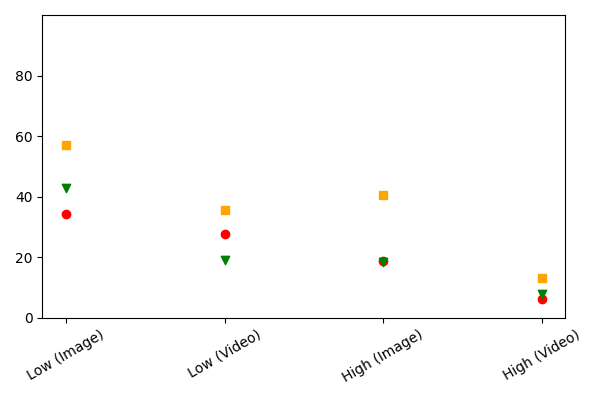 80
60
40
20
0
Low (Image)
Low (Video)
High (Image)
High (Video)